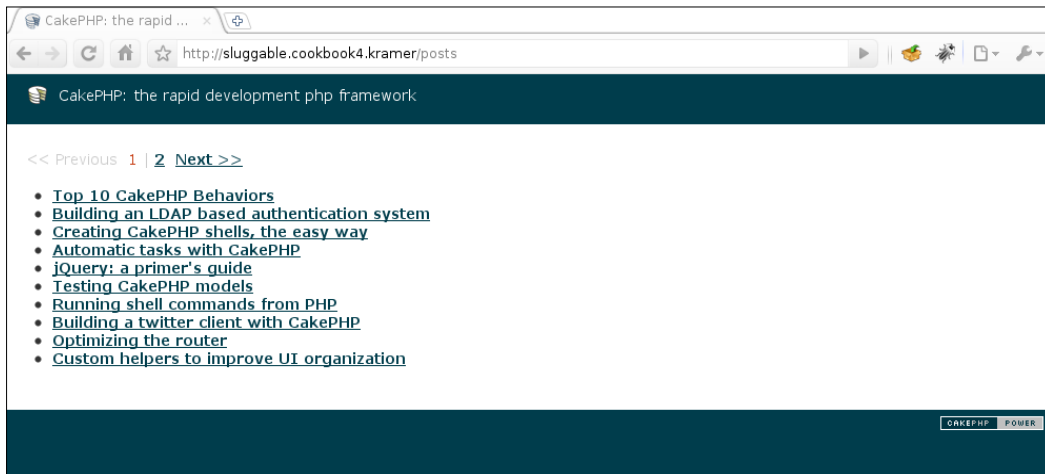 CakePHP: the rapid ...
http://sluggable.cookbook4.kramer/posts
CakePHP: the rapid development php framework
<< Previous 1 | 2 Next >>
Top 10 CakePHP Behaviors
Building an LDAP based authentication system
Creating CakePHP shells, the easy way
Automatic tasks with CakePHP
jQuery: a primer's guide
Testing CakePHP models
Running shell commands from PHP
Building a twitter client with CakePHP
Optimizing the router
Custom helpers to improve UI organization
CAKEPHP POWER